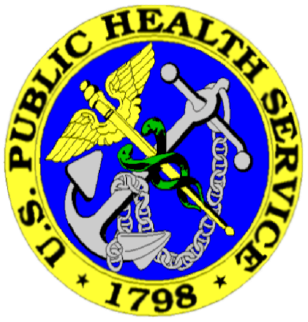 U.S. PUBLIC HEALTH SERVICE
1798